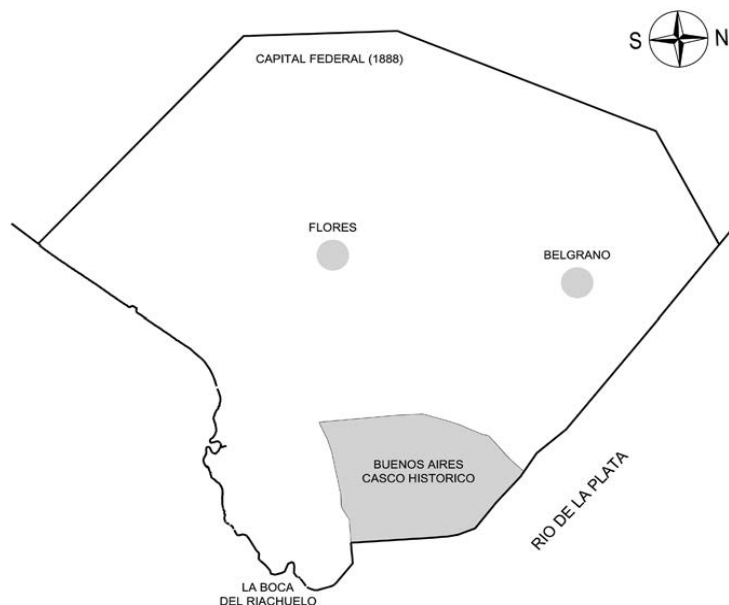 CAPITAL FEDERAL (1888)
S N
FLORES
BELGRANO
BUENOS AIRES
CASCO HISTORICO
RIO DE LA PLATA
LA BOCA
DEL RIACHUELO